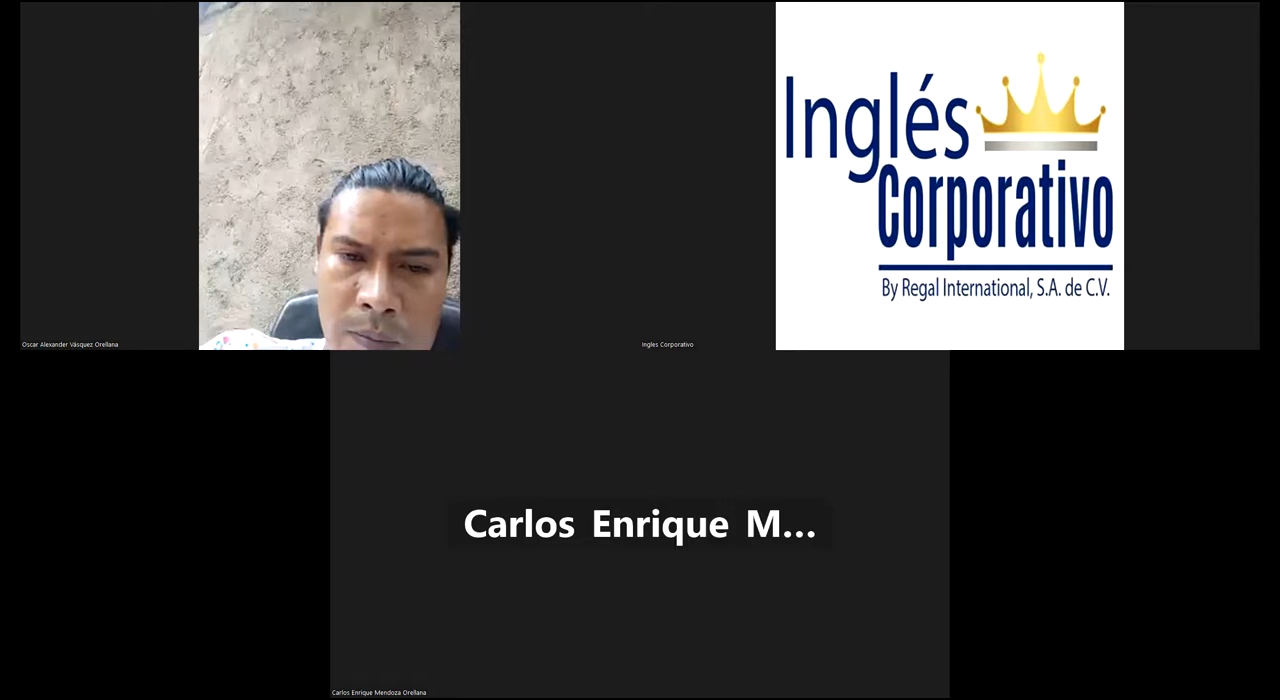 Inglés
Corporativo
By Regal International, S.A. de C.V.
Oscar Alexander Vásquez Orellana
Ingles Corporativo
Carlos Enrique M...
Carlos Enrique Mendoza Orellana